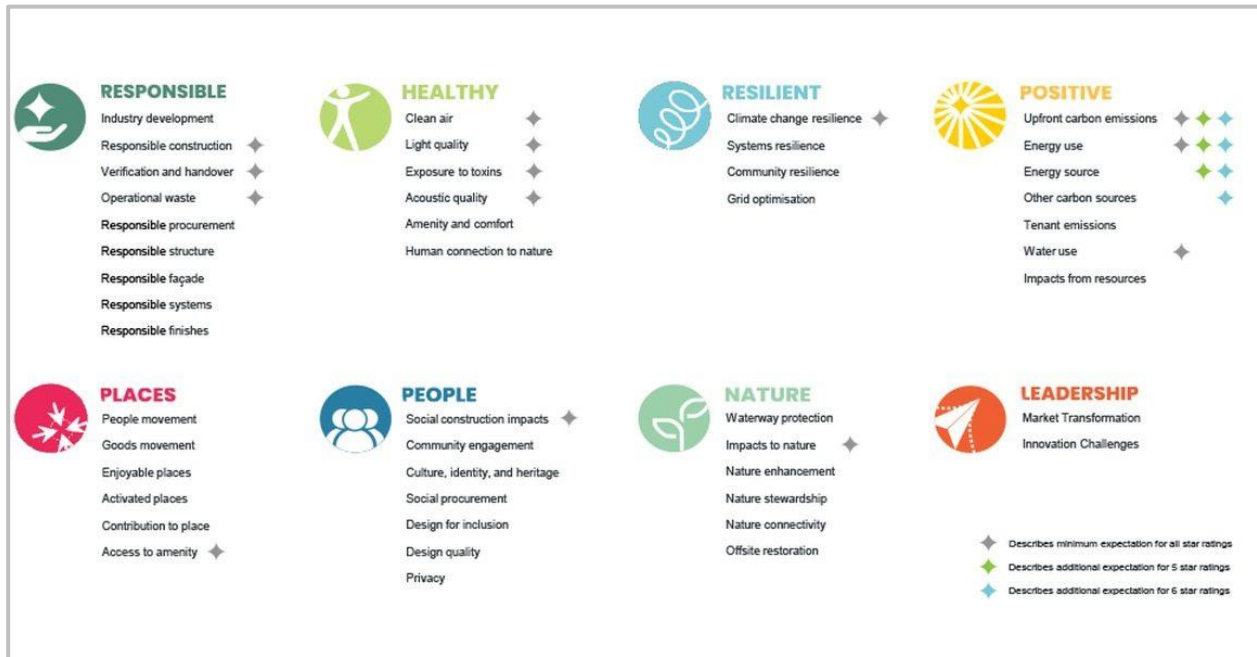 RESPONSIBLE
Industry development
Responsible construction
Verification and handover
Operational waste
Responsible procurement
Responsible structure
Responsible façade
Responsible systems
Responsible finishes
HEALTHY
Clean air
Light quality
Exposure to toxins
Acoustic quality
Amenity and comfort
Human connection to nature
RESILIENT
Climate change resilience
Systems resilience
Community resilience
Grid optimisation
POSITIVE
Upfront carbon emissions
Energy use
Energy source
Other carbon sources
Tenant emissions
Water use
Impacts from resources
PLACES
People movement
Goods movement
Enjoyable places
Activated places
Contribution to place
Access to amenity
PEOPLE
Social construction impacts
Community engagement
Culture, identity, and heritage
Social procurement
Design for inclusion
Design quality
Privacy
NATURE
Waterway protection
Impacts to nature
Nature enhancement
Nature stewardship
Nature connectivity
Offsite restoration
LEADERSHIP
Market Transformation
Innovation Challenges
Describes minimum expectation for all star ratings
Describes additional expectation for 5 star ratings
Describes additional expectation for 6 star ratings